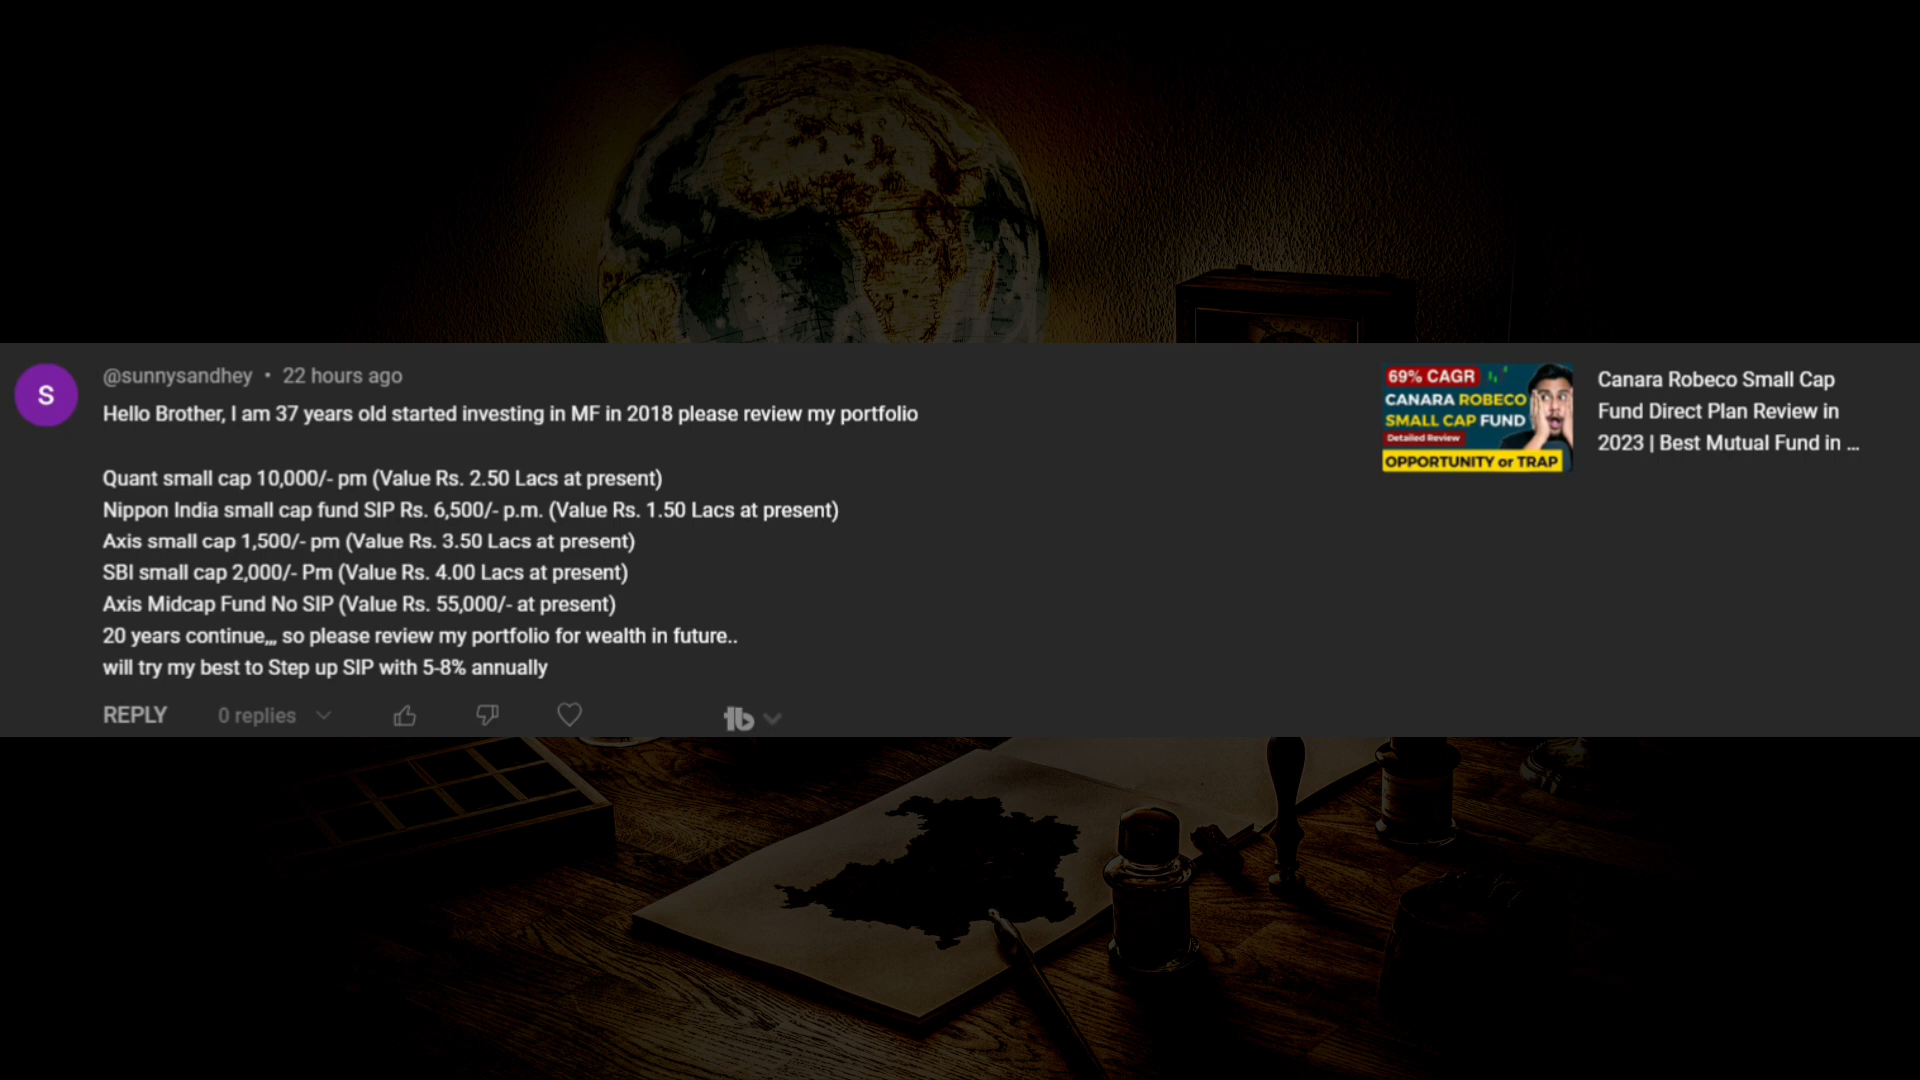 S
@sunnysandhey • 22 hours ago
Hello Brother, I am 37 years old started investing in MF in 2018 please review my portfolio
Quant small cap 10,000/- pm (Value Rs. 2.50 Lacs at present)
Nippon India small cap fund SIP Rs. 6,500/- p.m. (Value Rs. 1.50 Lacs at present)
Axis small cap 1,500/- pm (Value Rs. 3.50 Lacs at present)
SBI small cap 2,000/- Pm (Value Rs. 4.00 Lacs at present)
Axis Midcap Fund No SIP (Value Rs. 55,000/- at present)
20 years continue,,, so please review my portfolio for wealth in future..
will try my best to Step up SIP with 5-8% annually
REPLY 0 replies
tb
69% CAGR
CANARA ROBECO
SMALL CAP FUND
Detailed Review
OPPORTUNITY or TRAP
Canara Robeco Small Cap
Fund Direct Plan Review in
2023 | Best Mutual Fund in ...